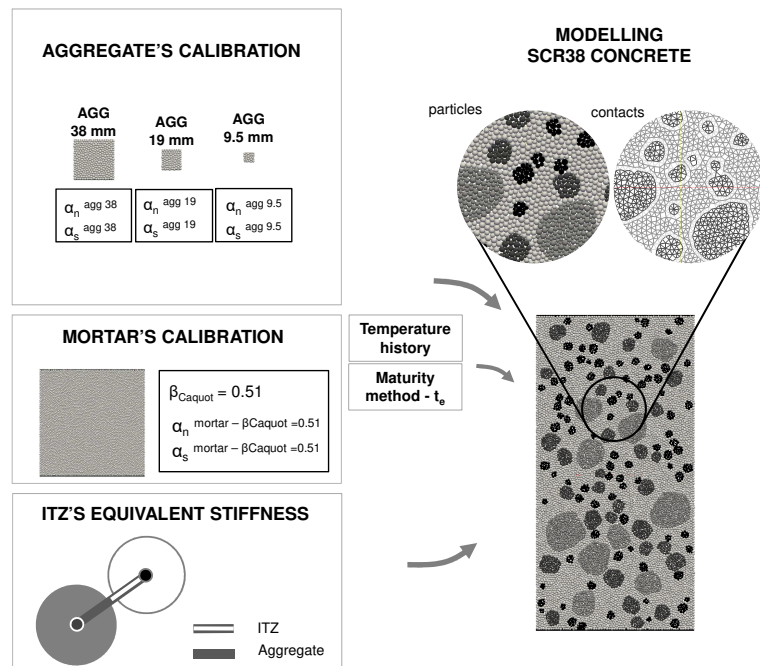 AGGREGATE'S CALIBRATION
AGG
38 mm
AGG
19 mm
AGG
9.5 mm
αn agg 38
αs agg 38
αn agg 19
αs agg 19
αn agg 9.5
αs agg 9.5
MORTAR'S CALIBRATION
βCaquot = 0.51
αn mortar – βCaquot =0.51
αs mortar – βCaquot =0.51
ITZ'S EQUIVALENT STIFFNESS
ITZ
Aggregate
Temperature
history
Maturity
method - te
MODELLING
SCR38 CONCRETE
particles
contacts